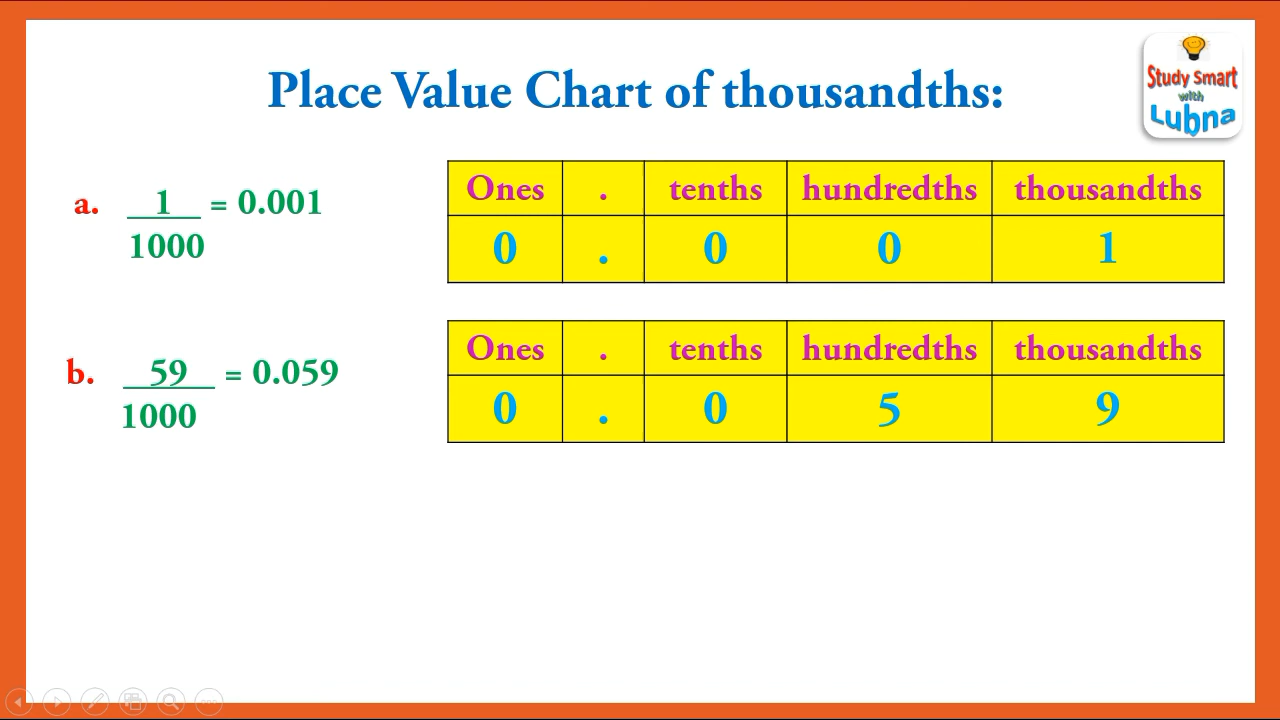 Place Value Chart of thousandths:
Study Smart
with
Lubna
a. 1 = 0.001
1000
Ones . tenths hundredths thousandths
0 . 0 0 1
b. 59 = 0.059
1000
Ones . tenths hundredths thousandths
0 . 0 5 9